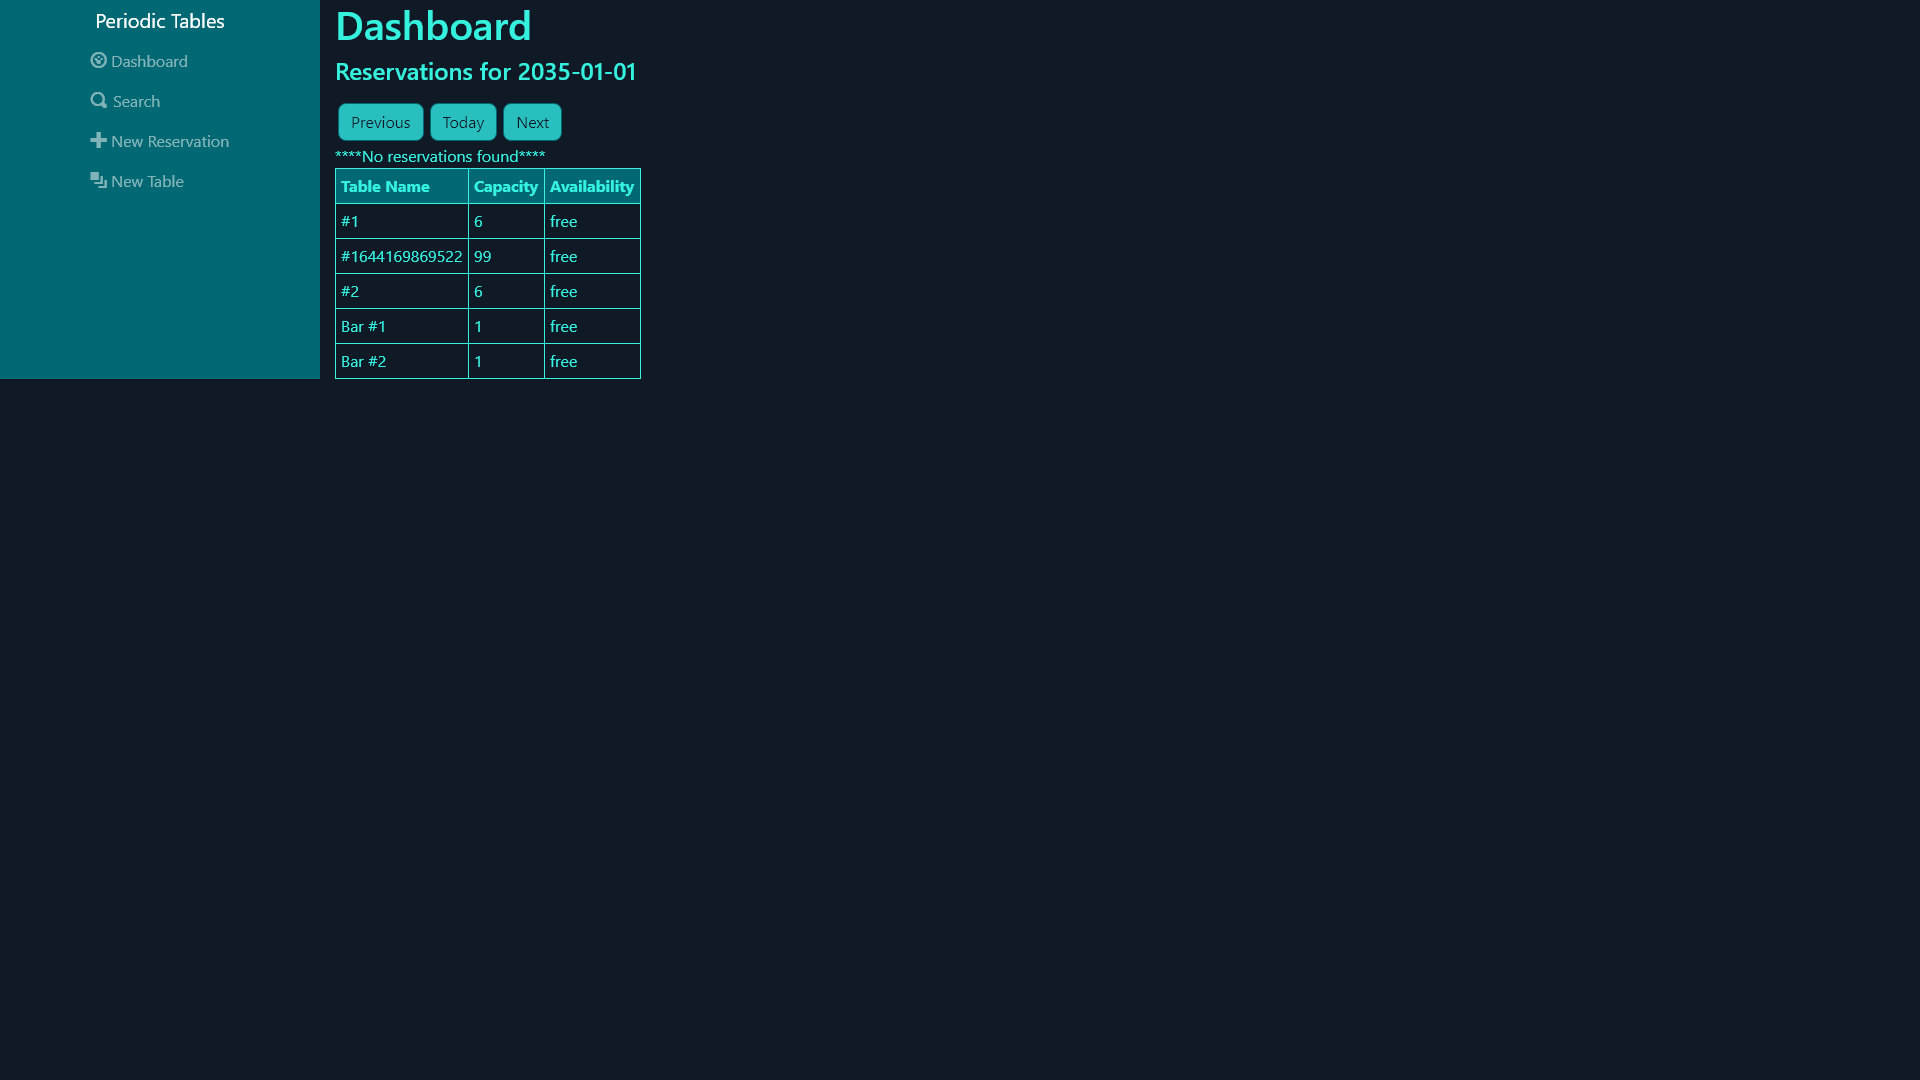 Periodic Tables
Dashboard
Search
New Reservation
New Table
Dashboard
Reservations for 2035-01-01
Previous Today Next
****No reservations found****
Table Name Capacity Availability
#1 6 free
#1644169869522 99 free
#2 6 free
Bar #1 1 free
Bar #2 1 free